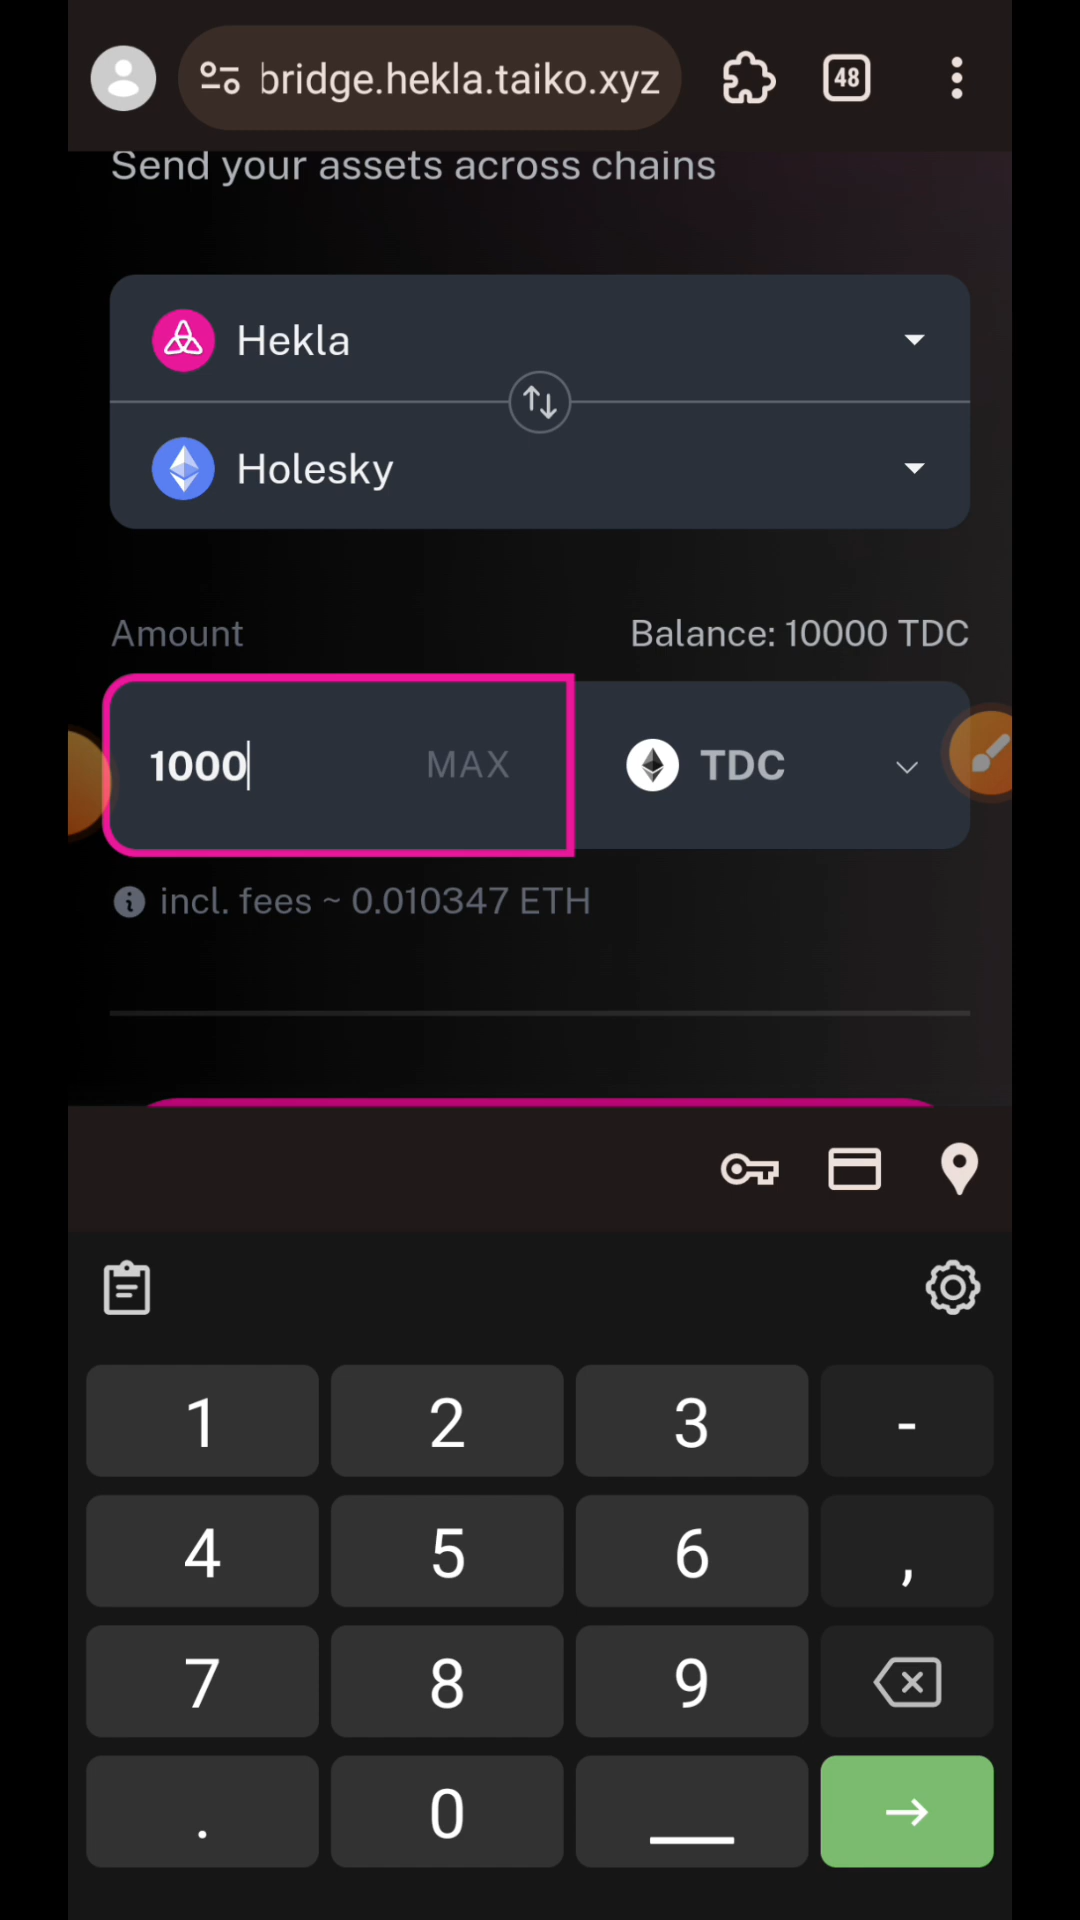 bridge.hekla.taiko.xyz
48
Send your assets across chains
Hekla
Holesky
Amount
Balance: 10000 TDC
1000
MAX
TDC
incl. fees ~ 0.010347 ETH
1 2 3 -
4 5 6 ,
7 8 9
. 0